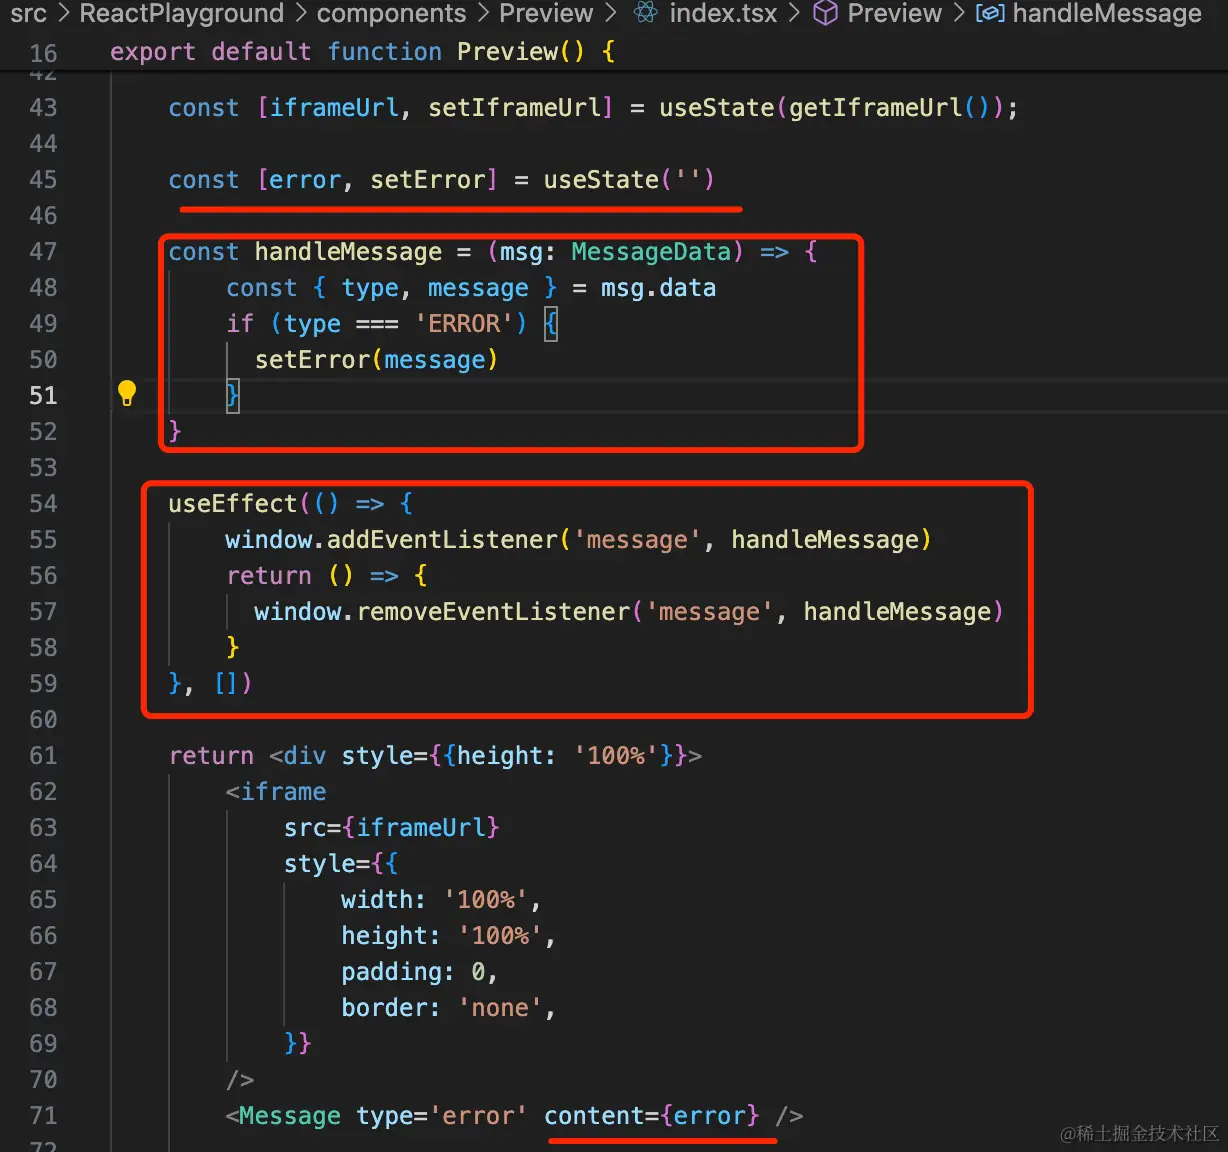 src > ReactPlayground > components > Preview > index.tsx > Preview > handleMessage
16 export default function Preview() {
42
43 const [iframeUrl, setIframeUrl] = useState(getIframeUrl());
44
45 const [error, setError] = useState('')
46
47 const handleMessage = (msg: MessageData) => {
48 const { type, message } = msg.data
49 if (type === 'ERROR') {
50 setError(message)
51 }
52 }
53
54 useEffect(() => {
55 window.addEventListener('message', handleMessage)
56 return () => {
57 window.removeEventListener('message', handleMessage)
58 }
59 }, [])
60
61 return <div style={{height: '100%'}}>
62 <iframe
63 src={iframeUrl}
64 style={{
65 width: '100%',
66 height: '100%',
67 padding: 0,
68 border: 'none',
69 }}
70 />
71 <Message type='error' content={error} />
72
@稀土掘金技术社区